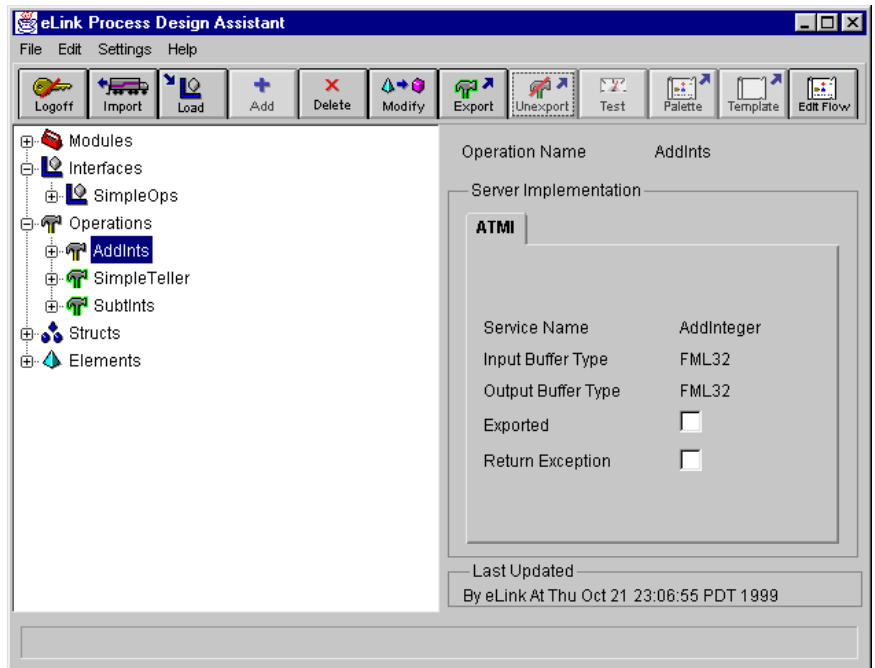 eLink Process Design Assistant
File Edit Settings Help
Logoff Import Load Add Delete Modify Export Unexport Test Palette Template Edit Flow
Modules
Interfaces
SimpleOps
Operations
AddInts
SimpleTeller
SubtInts
Structs
Elements
Operation Name AddInts
Server Implementation
ATMI
Service Name AddInteger
Input Buffer Type FML32
Output Buffer Type FML32
Exported
Return Exception
Last Updated
By eLink At Thu Oct 21 23:06:55 PDT 1999